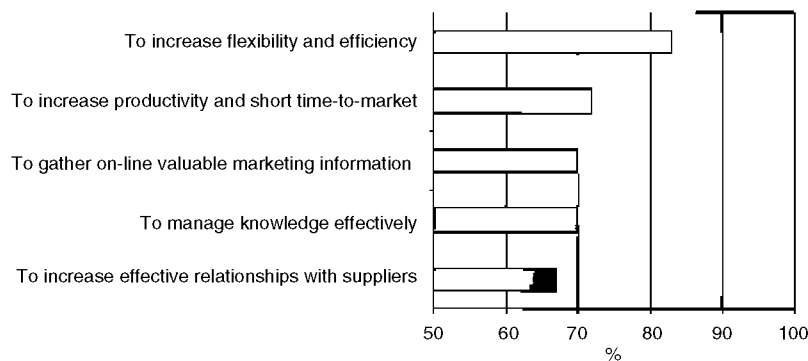 To increase flexibility and efficiency
To increase productivity and short time-to-market
To gather on-line valuable marketing information
To manage knowledge effectively
To increase effective relationships with suppliers
50 60 70 80 90 100
%